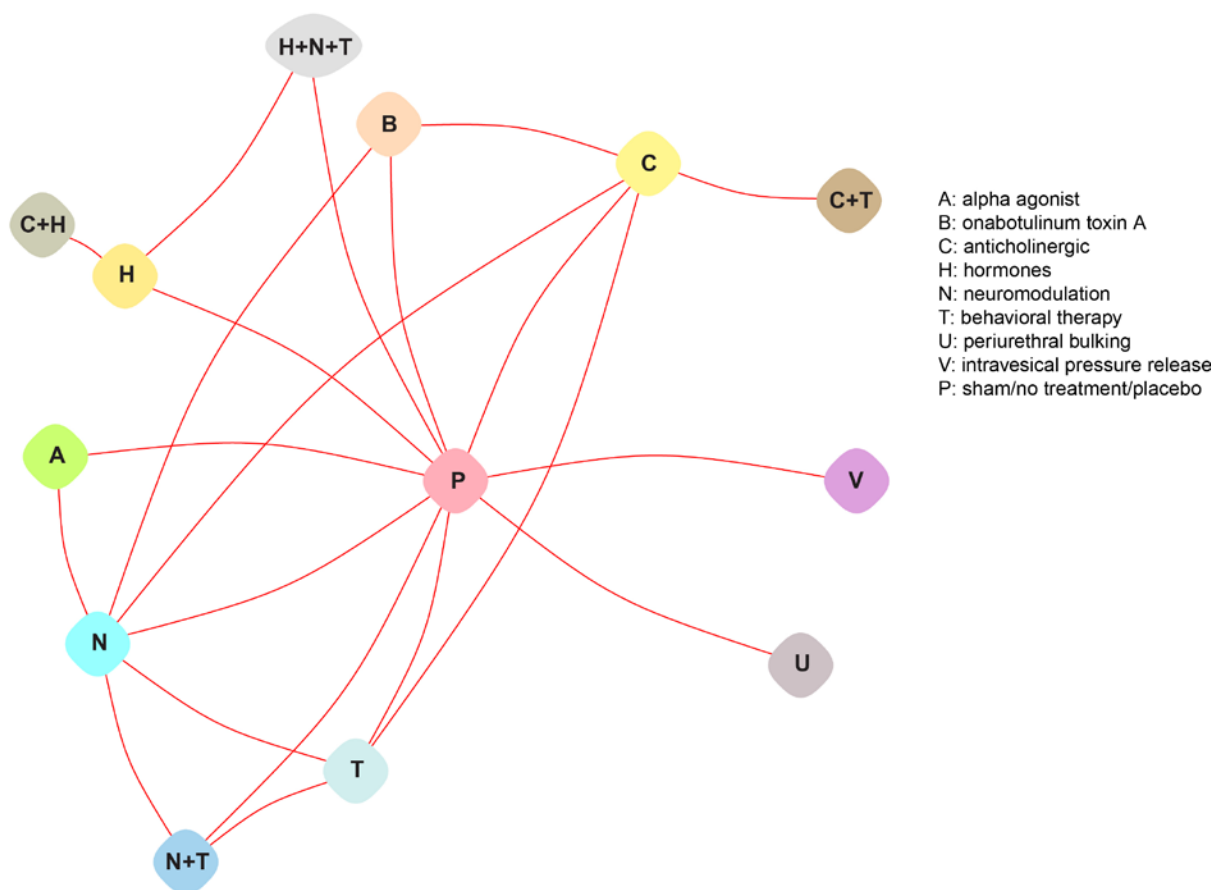 H+N+T
B
C
C+T
C+H
H
A
P
V
N
U
T
N+T
A: alpha agonist
B: onabotulinum toxin A
C: anticholinergic
H: hormones
N: neuromodulation
T: behavioral therapy
U: periurethral bulking
V: intravesical pressure release
P: sham/no treatment/placebo